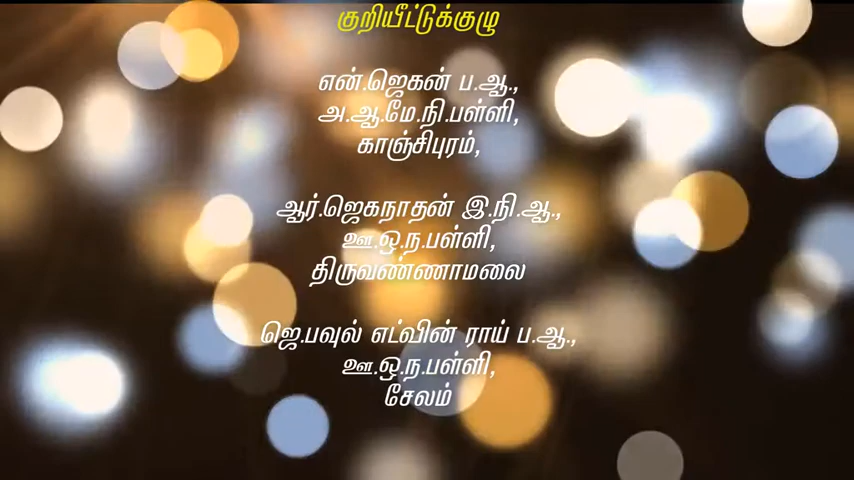 குறியீட்டுக்குழு
என்.ஜெகன் ப.ஆ.,
அ.ஆ.மே.நி.பள்ளி,
காஞ்சிபுரம்,
ஆர்.ஜெகநாதன் இ.நி.ஆ.,
ஊ.ஒ.ந.பள்ளி,
திருவண்ணாமலை
ஜெ.பவுல் எட்வின் ராய் ப.ஆ.,
ஊ.ஒ.ந.பள்ளி,
சேலம்